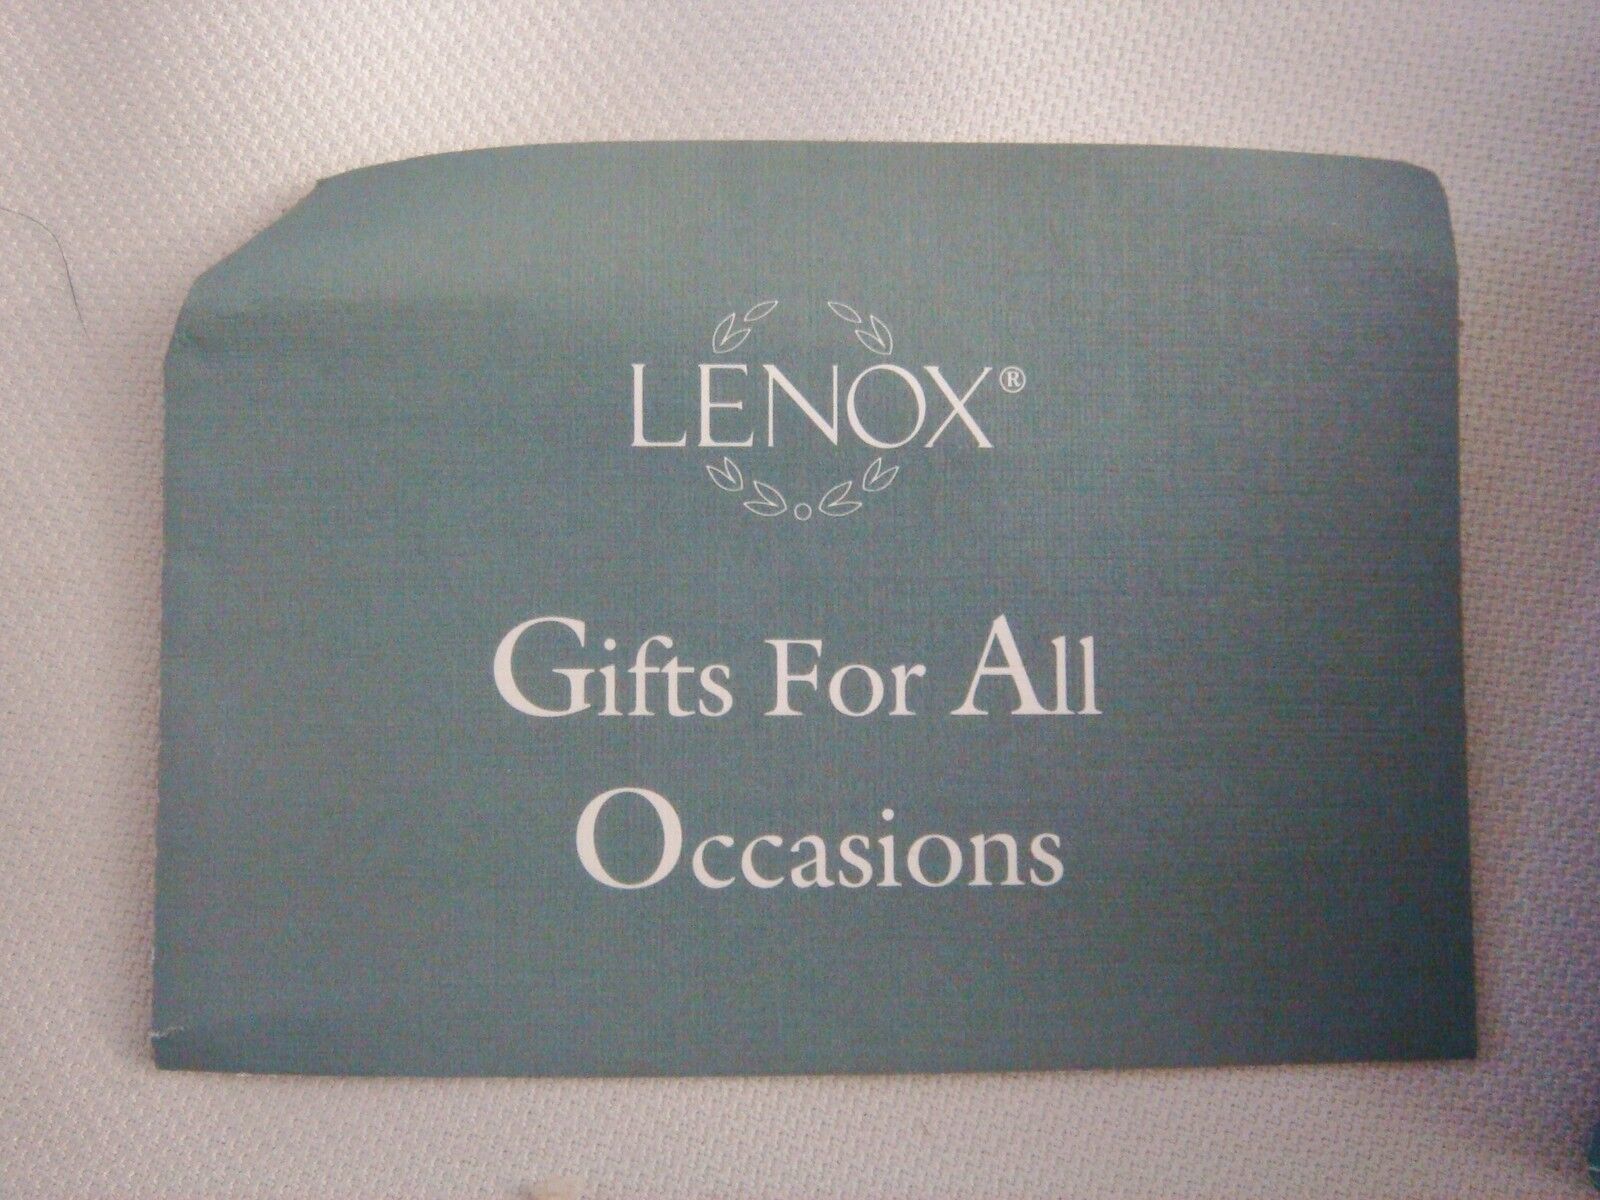 LENOX®
Gifts For All
Occasions